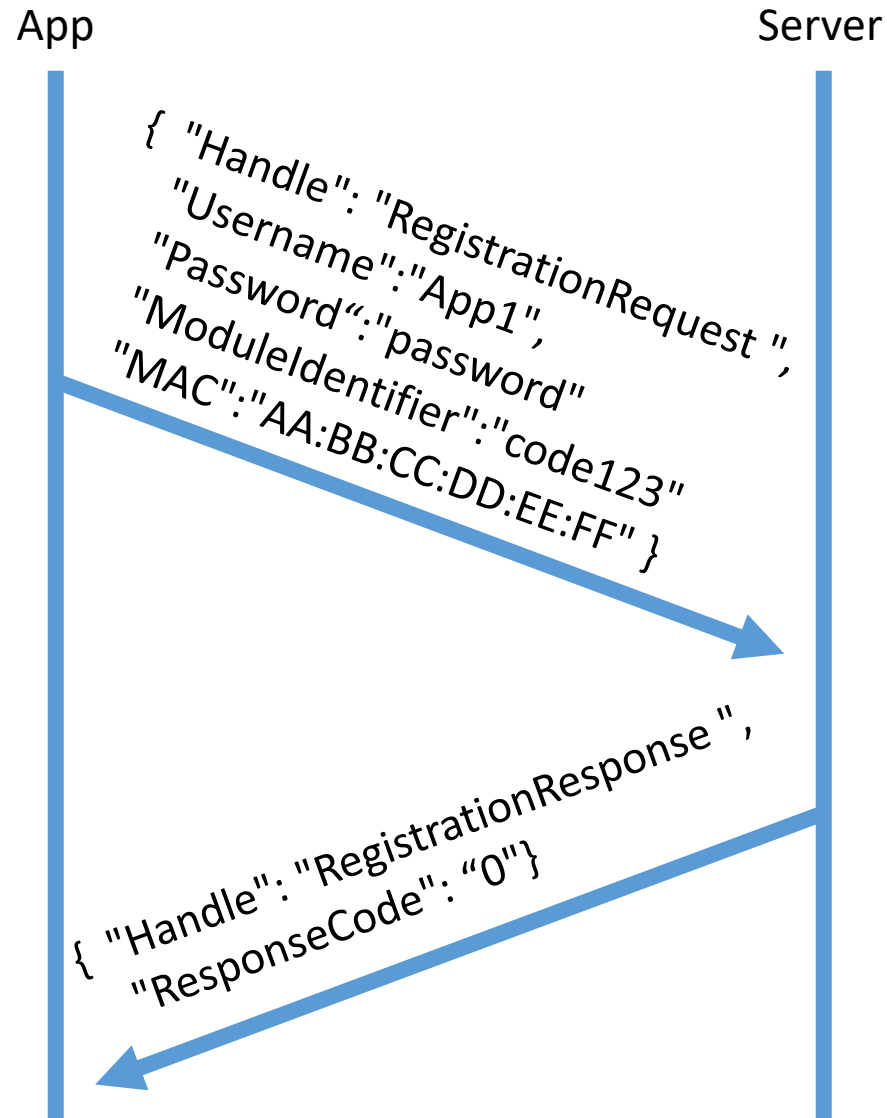 App
Server
{ "Handle": "RegistrationRequest ",
"Username":"App1",
"Password“:"password"
"ModuleIdentifier":"code123"
"MAC":"AA:BB:CC:DD:EE:FF" }
{ "Handle": "RegistrationResponse ",
"ResponseCode": “0"}